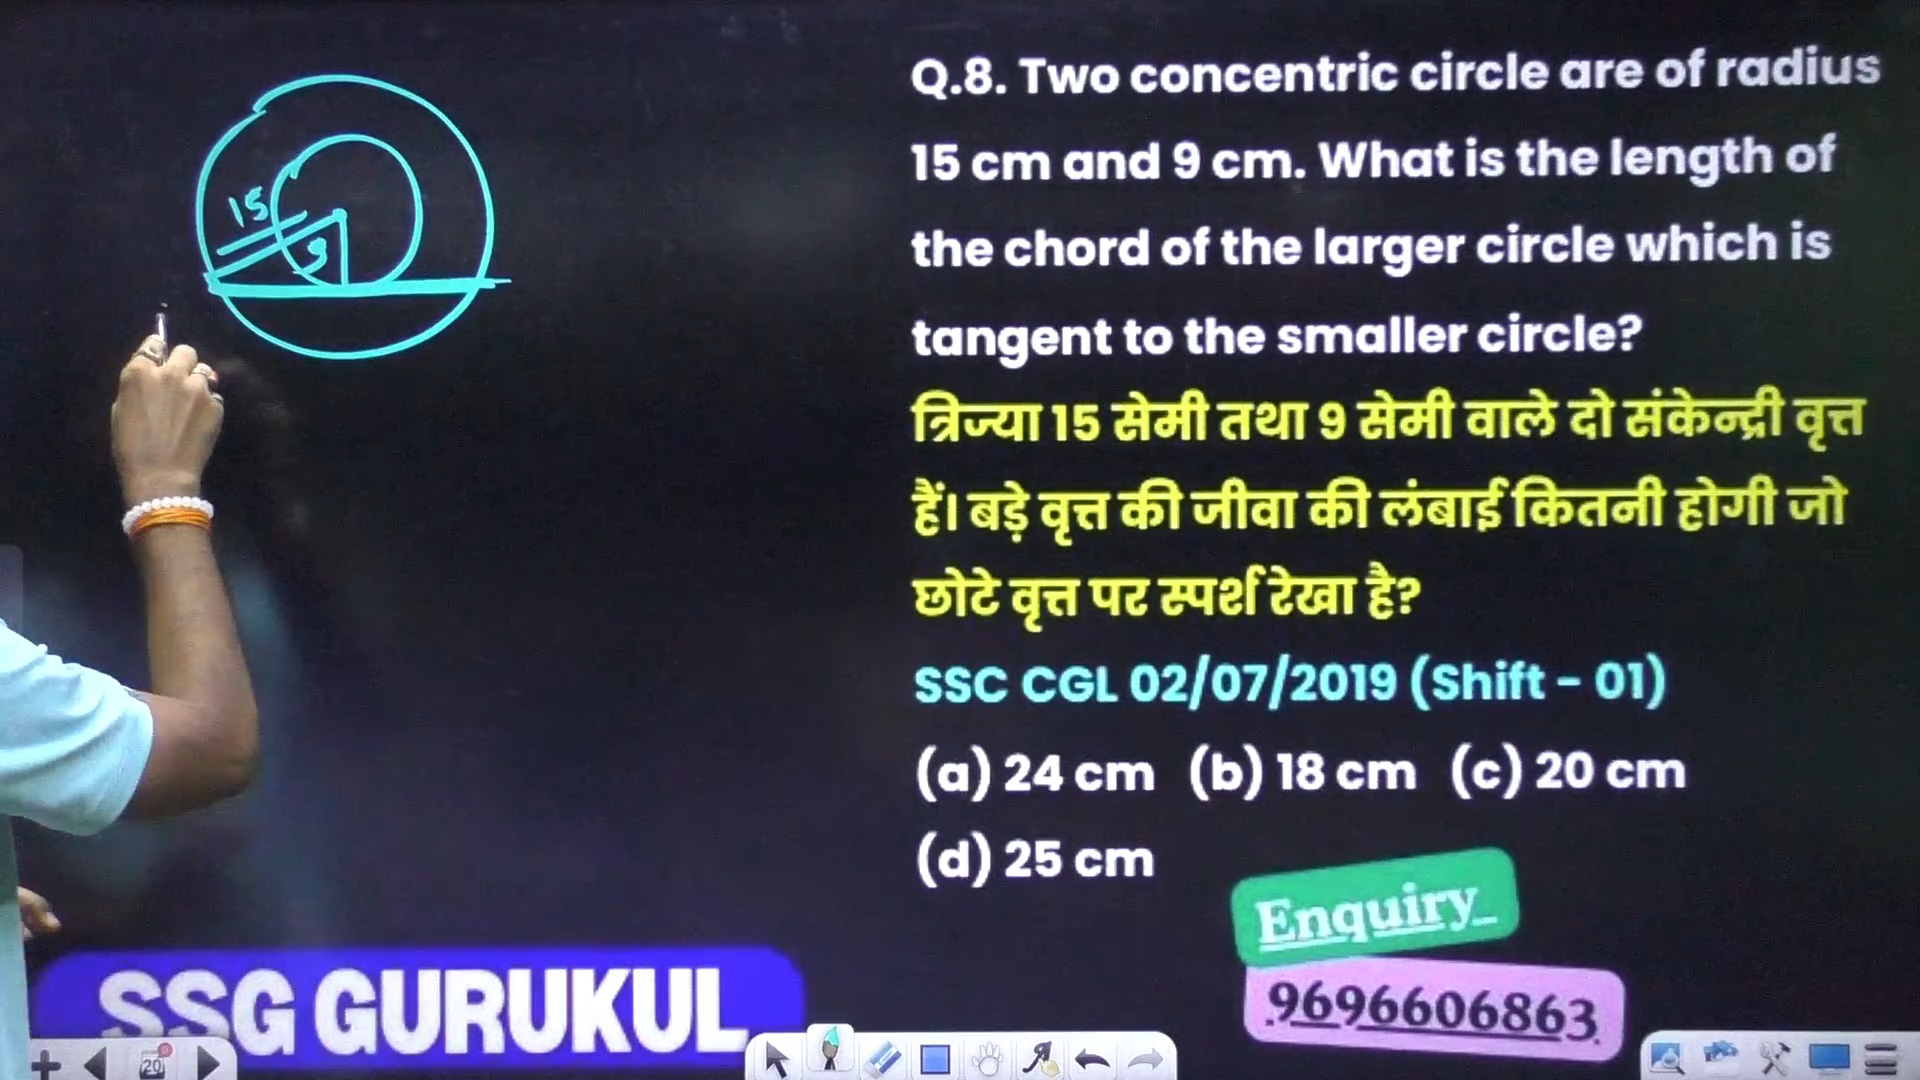 Q.8. Two concentric circle are of radius
15 cm and 9 cm. What is the length of
the chord of the larger circle which is
tangent to the smaller circle?
त्रिज्या 15 सेमी तथा 9 सेमी वाले दो संकेन्द्री वृत्त
हैं। बड़े वृत्त की जीवा की लंबाई कितनी होगी जो
छोटे वृत्त पर स्पर्श रेखा है?
SSC CGL 02/07/2019 (Shift - 01)
(a) 24 cm (b) 18 cm (c) 20 cm
(d) 25 cm
15
9
Enquiry
9696606863
SSG GURUKUL
20